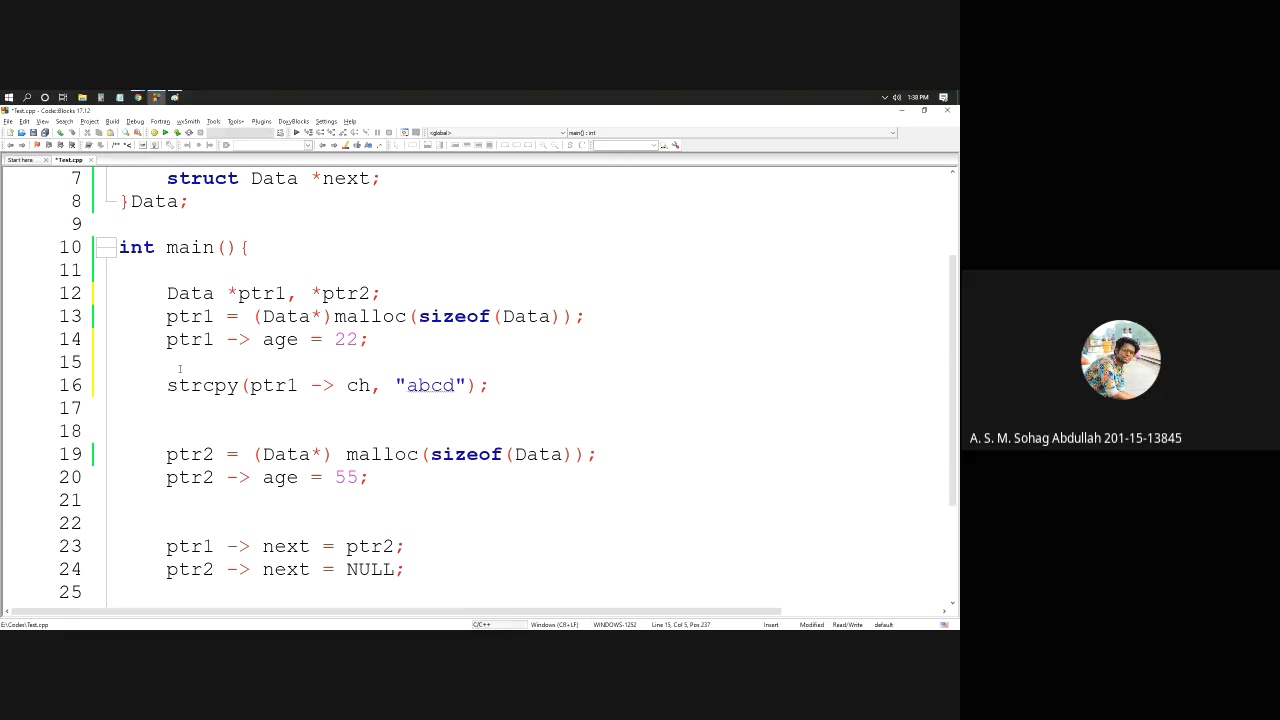 1:38 PM
*Test.cpp - Code::Blocks 17.12
File Edit View Search Project Build Debug Fortran wxSmith Tools Tools+ Plugins DoxyBlocks Settings Help
<global>
main() : int
Start here
*Test.cpp
7 struct Data *next;
8 }Data;
9
10 int main(){
11
12 Data *ptr1, *ptr2;
13 ptr1 = (Data*)malloc(sizeof(Data));
14 ptr1 -> age = 22;
15
16 strcpy(ptr1 -> ch, "abcd");
17
18
19 ptr2 = (Data*) malloc(sizeof(Data));
20 ptr2 -> age = 55;
21
22
23 ptr1 -> next = ptr2;
24 ptr2 -> next = NULL;
25
E:\Codes\Test.cpp C/C++ Windows (CR+LF) WINDOWS-1252 Line 15, Col 5, Pos 237 Insert Modified Read/Write default
A. S. M. Sohag Abdullah 201-15-13845